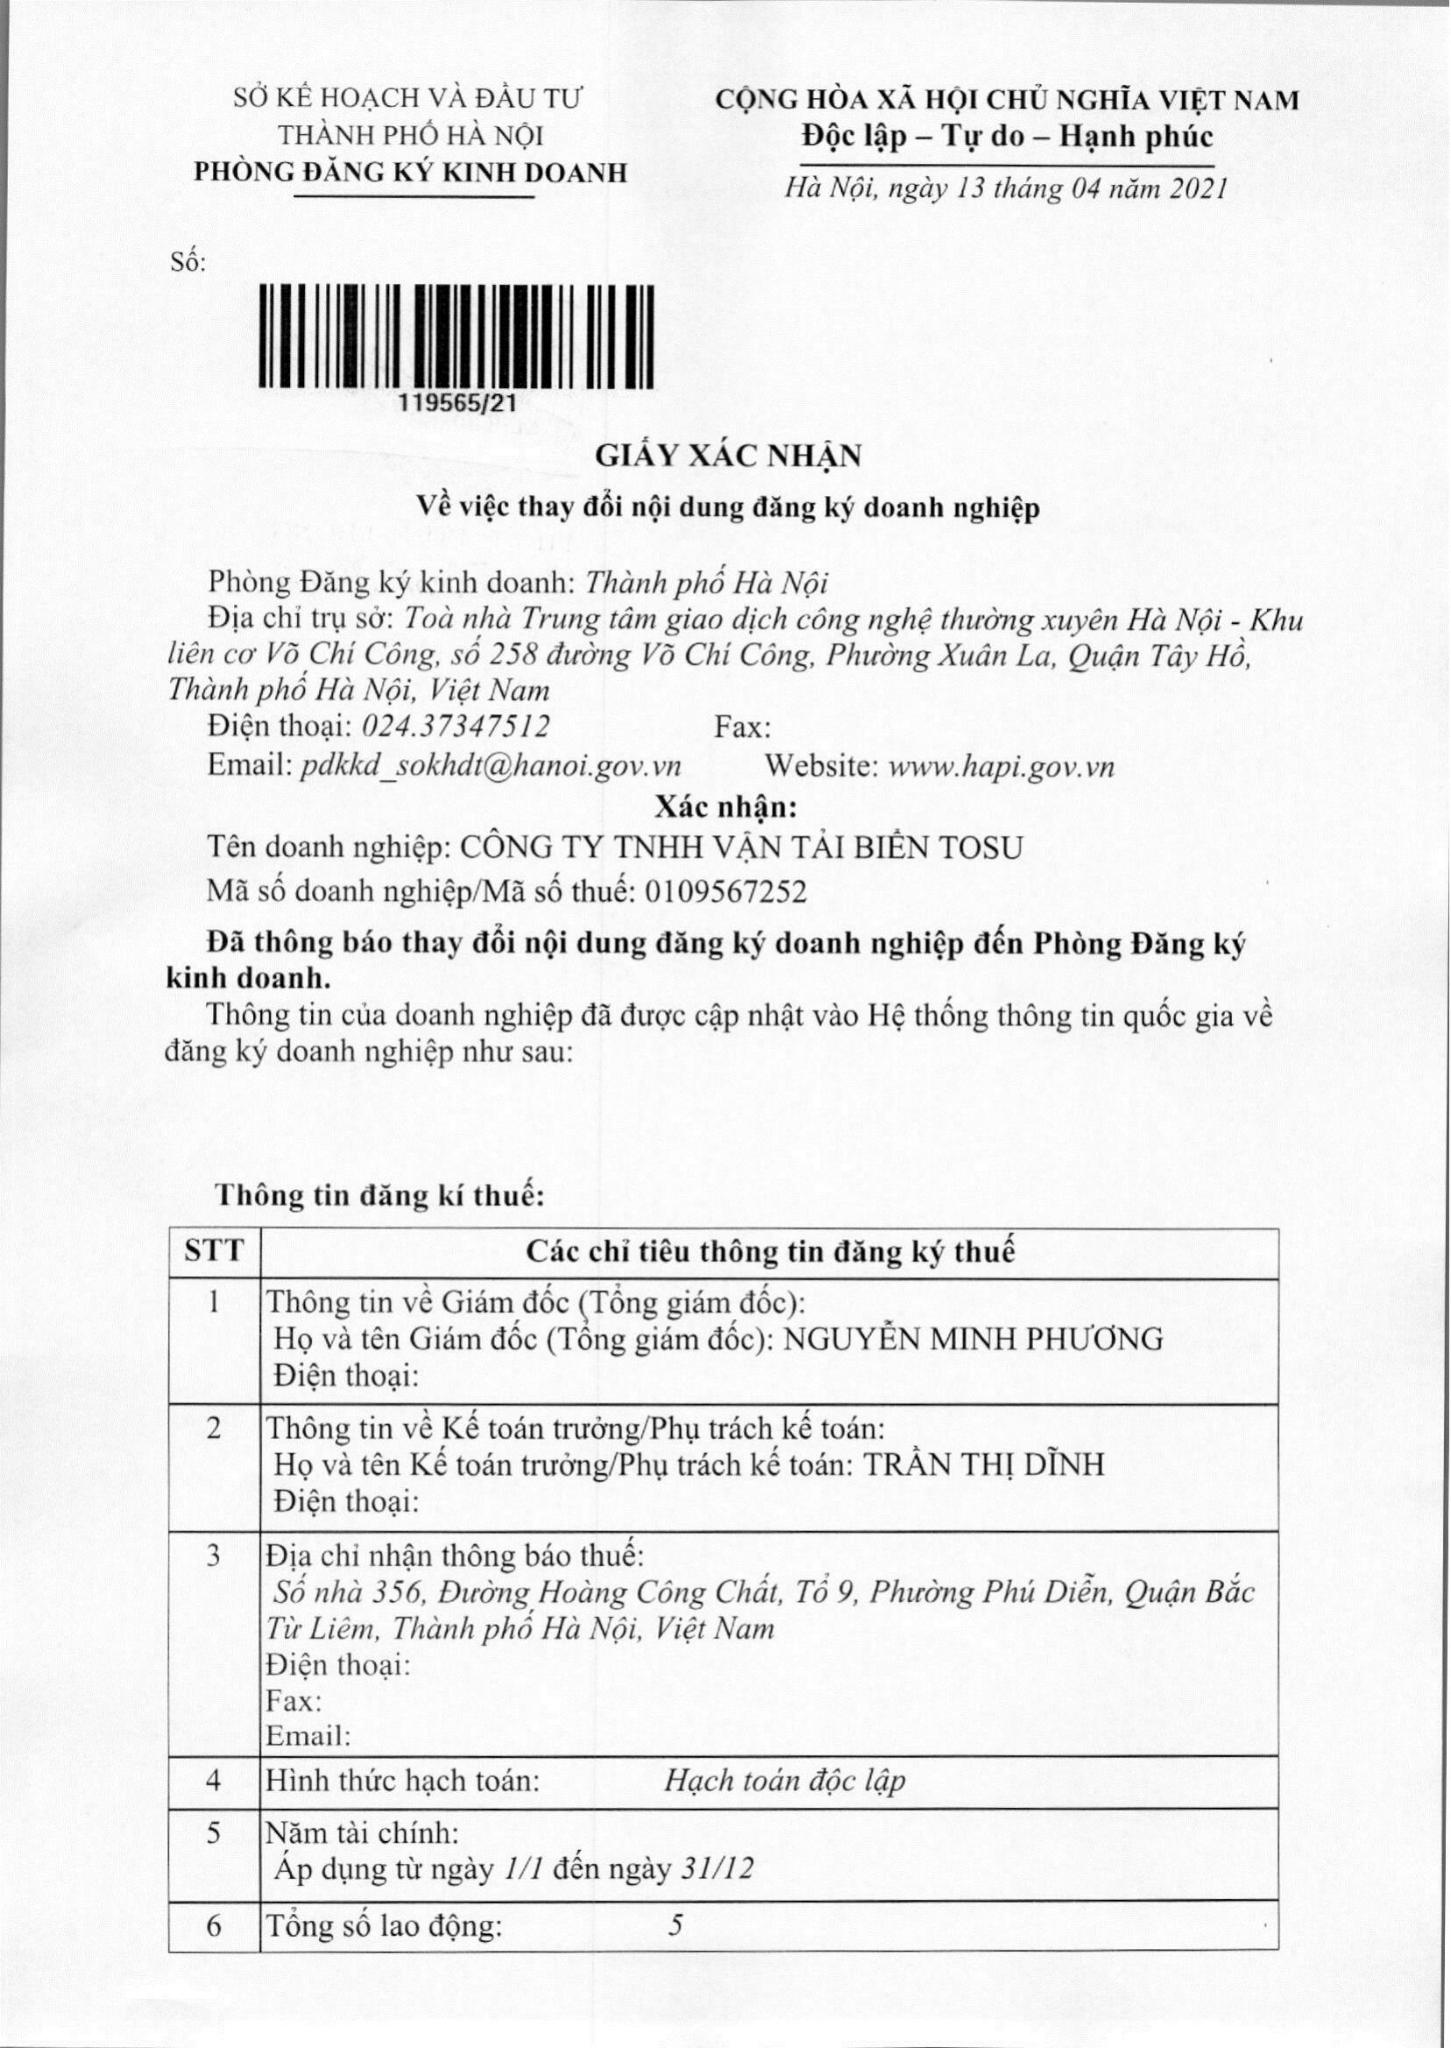 SỞ KẾ HOẠCH VÀ ĐẦU TƯ
THÀNH PHỐ HÀ NỘI
PHÒNG ĐĂNG KÝ KINH DOANH
CỘNG HÒA XÃ HỘI CHỦ NGHĨA VIỆT NAM
Độc lập – Tự do – Hạnh phúc
Hà Nội, ngày 13 tháng 04 năm 2021
Số:
119565/21
GIẤY XÁC NHẬN
Về việc thay đổi nội dung đăng ký doanh nghiệp
Phòng Đăng ký kinh doanh: Thành phố Hà Nội
Địa chỉ trụ sở: Toà nhà Trung tâm giao dịch công nghệ thường xuyên Hà Nội - Khu
liên cơ Võ Chí Công, số 258 đường Võ Chí Công, Phường Xuân La, Quận Tây Hồ,
Thành phố Hà Nội, Việt Nam
Điện thoại: 024.37347512 Fax:
Email: pdkkd_sokhdt@hanoi.gov.vn Website: www.hapi.gov.vn
Xác nhận:
Tên doanh nghiệp: CÔNG TY TNHH VẬN TẢI BIỂN TOSU
Mã số doanh nghiệp/Mã số thuế: 0109567252
Đã thông báo thay đổi nội dung đăng ký doanh nghiệp đến Phòng Đăng ký
kinh doanh.
Thông tin của doanh nghiệp đã được cập nhật vào Hệ thống thông tin quốc gia về
đăng ký doanh nghiệp như sau:
Thông tin đăng kí thuế:
STT Các chỉ tiêu thông tin đăng ký thuế
1 Thông tin về Giám đốc (Tổng giám đốc):
Họ và tên Giám đốc (Tổng giám đốc): NGUYỄN MINH PHƯƠNG
Điện thoại:
2 Thông tin về Kế toán trưởng/Phụ trách kế toán:
Họ và tên Kế toán trưởng/Phụ trách kế toán: TRẦN THỊ DĨNH
Điện thoại:
3 Địa chỉ nhận thông báo thuế:
Số nhà 356, Đường Hoàng Công Chất, Tổ 9, Phường Phú Diễn, Quận Bắc
Từ Liêm, Thành phố Hà Nội, Việt Nam
Điện thoại:
Fax:
Email:
4 Hình thức hạch toán: Hạch toán độc lập
5 Năm tài chính:
Áp dụng từ ngày 1/1 đến ngày 31/12
6 Tổng số lao động: 5